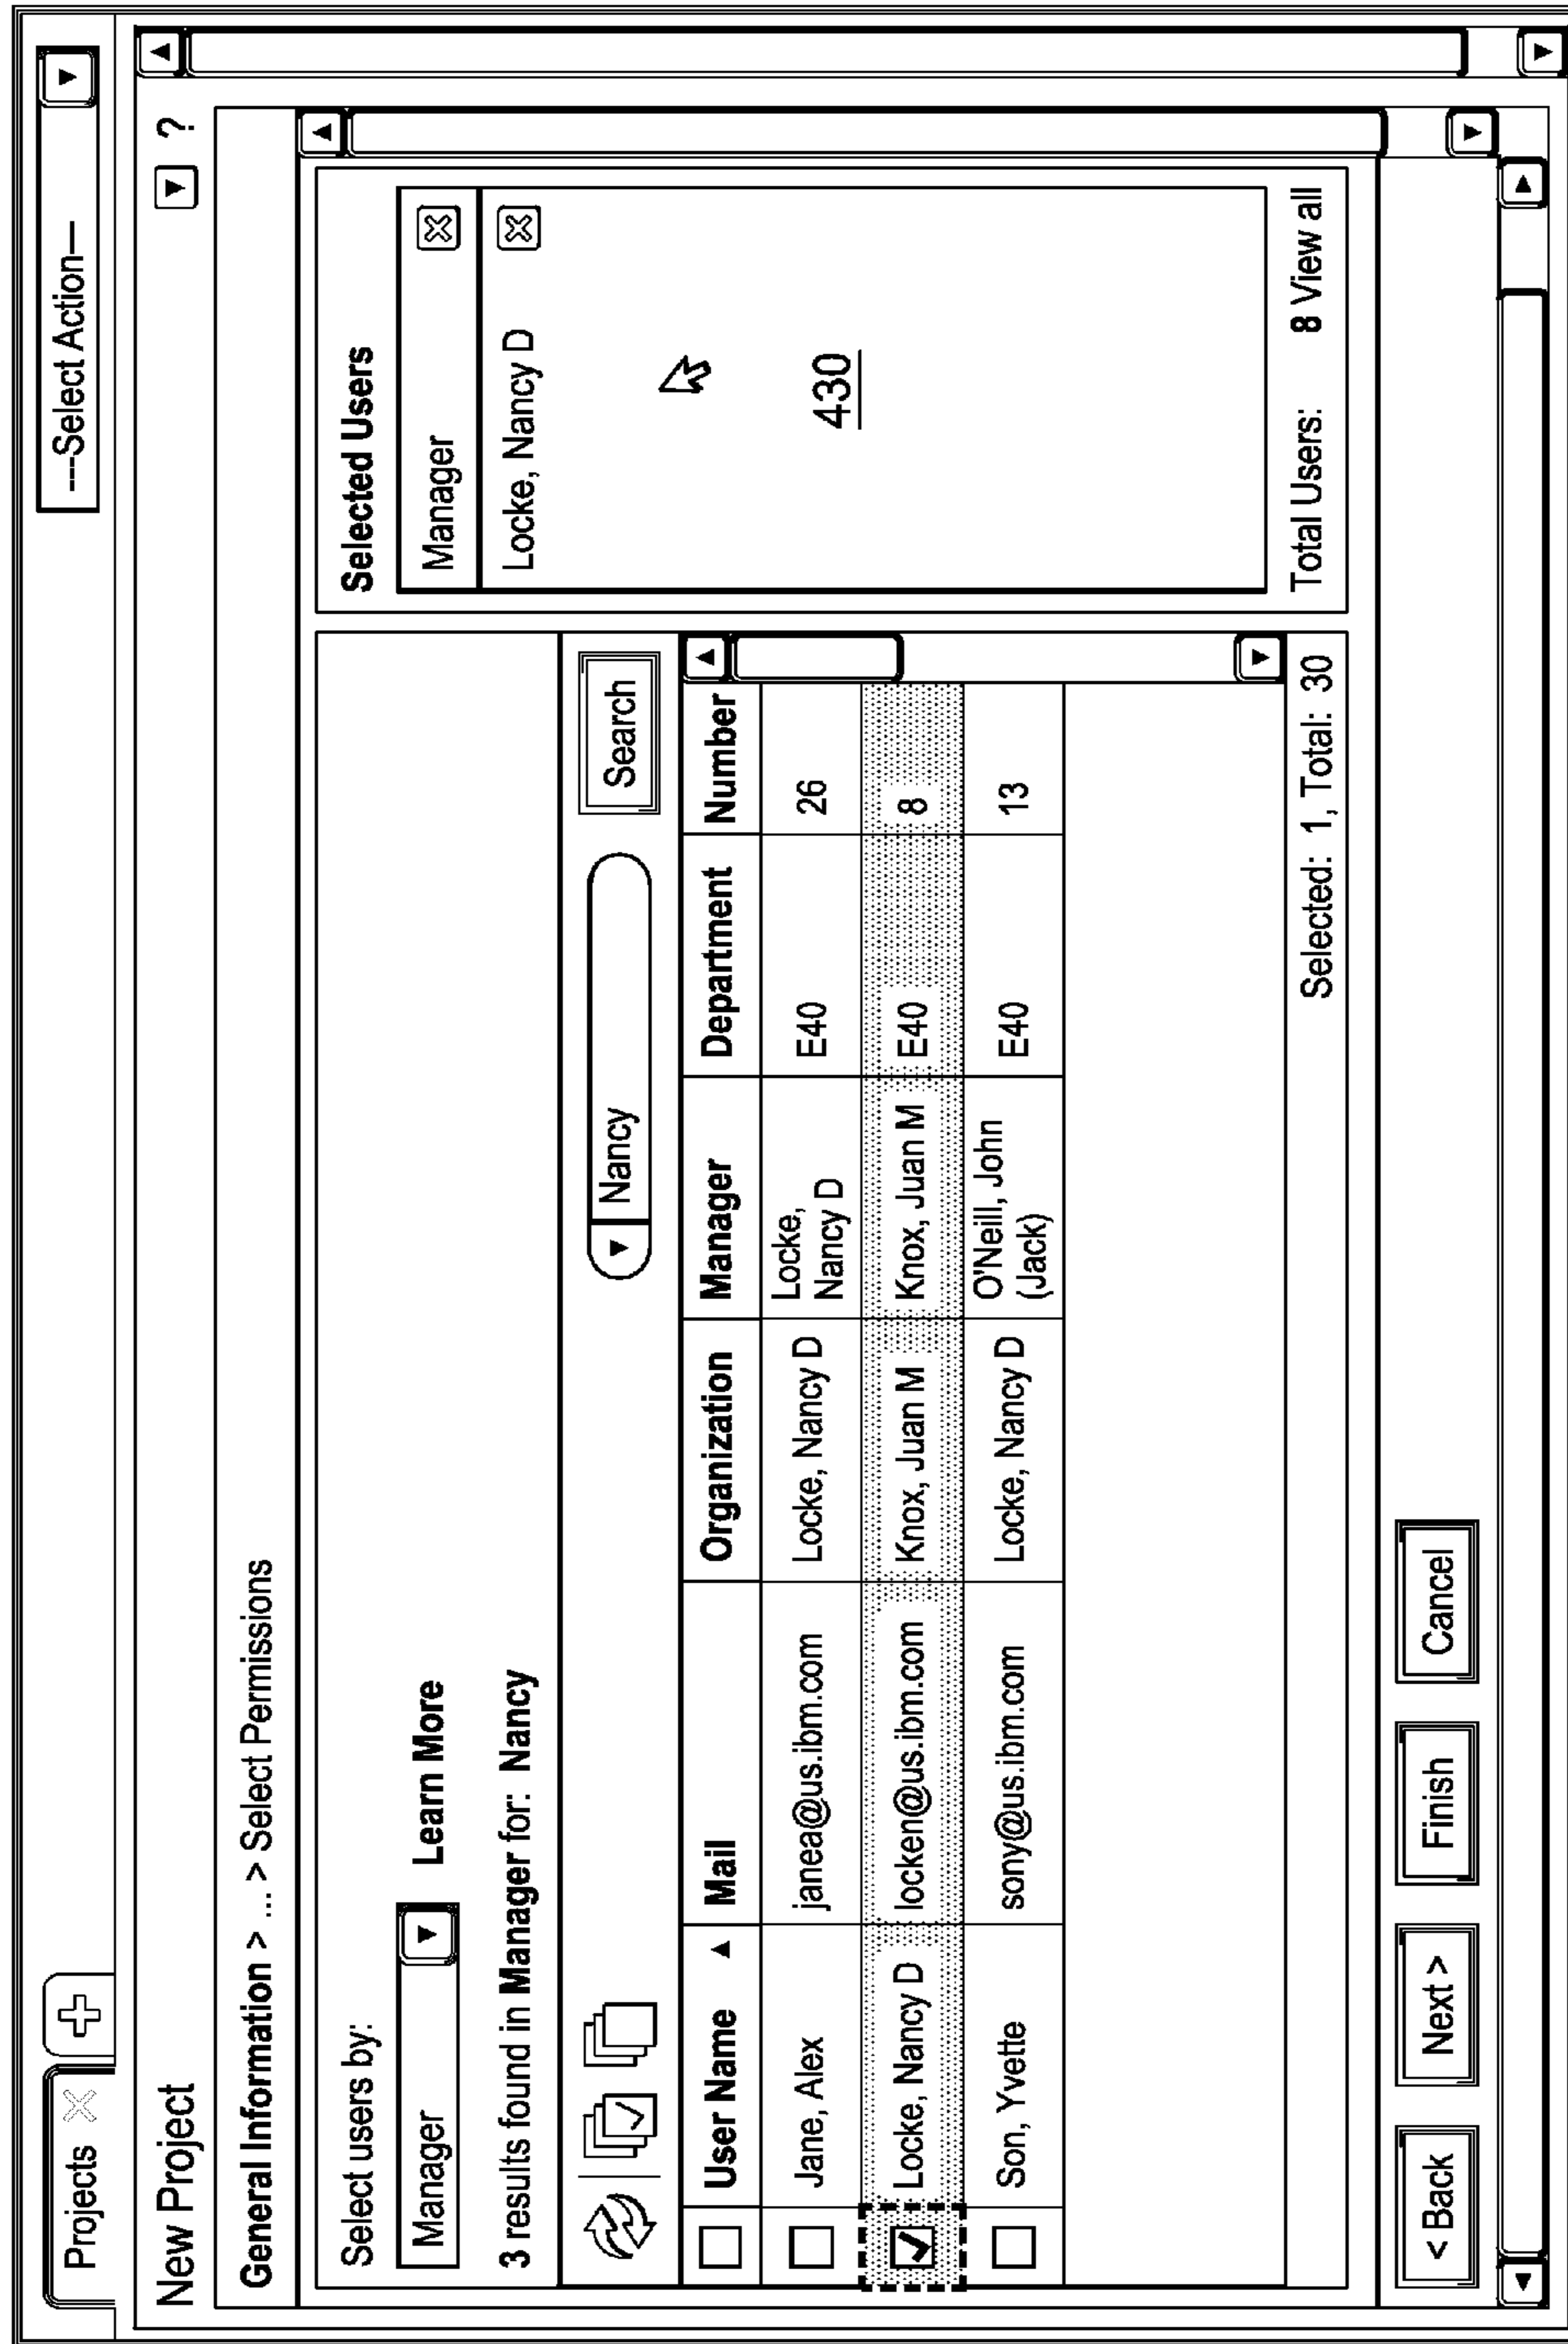 Projects
---Select Action---
New Project
?
General Information > ... > Select Permissions
Select users by:
Manager
Learn More
3 results found in Manager for: Nancy
Nancy
Search
User Name Mail Organization Manager Department Number
Jane, Alex janea@us.ibm.com Locke, Nancy D Locke, Nancy D E40 26
Locke, Nancy D locken@us.ibm.com Knox, Juan M Knox, Juan M E40 8
Son, Yvette sony@us.ibm.com Locke, Nancy D O'Neill, John (Jack) E40 13
Selected: 1, Total: 30
Selected Users
Manager
Locke, Nancy D
430
Total Users: 8 View all
< Back
Next >
Finish
Cancel